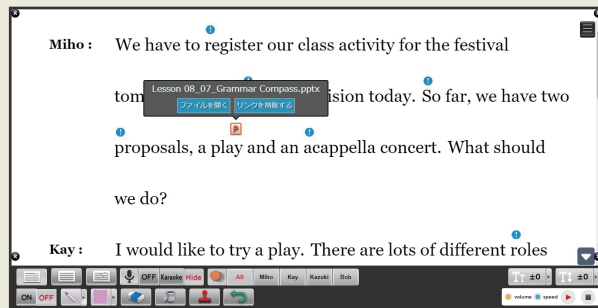 Miho : We have to register our class activity for the festival
Lesson 08_07_Grammar Compass.pptx
ファイルを開く リンクを削除する
tom ision today. So far, we have two
P
proposals, a play and an acappella concert. What should
we do?
Kay : I would like to try a play. There are lots of different roles
OFF Karaoke Hide All Miho Kay Kazuki Bob
±0 ±0
ON OFF
volume speed